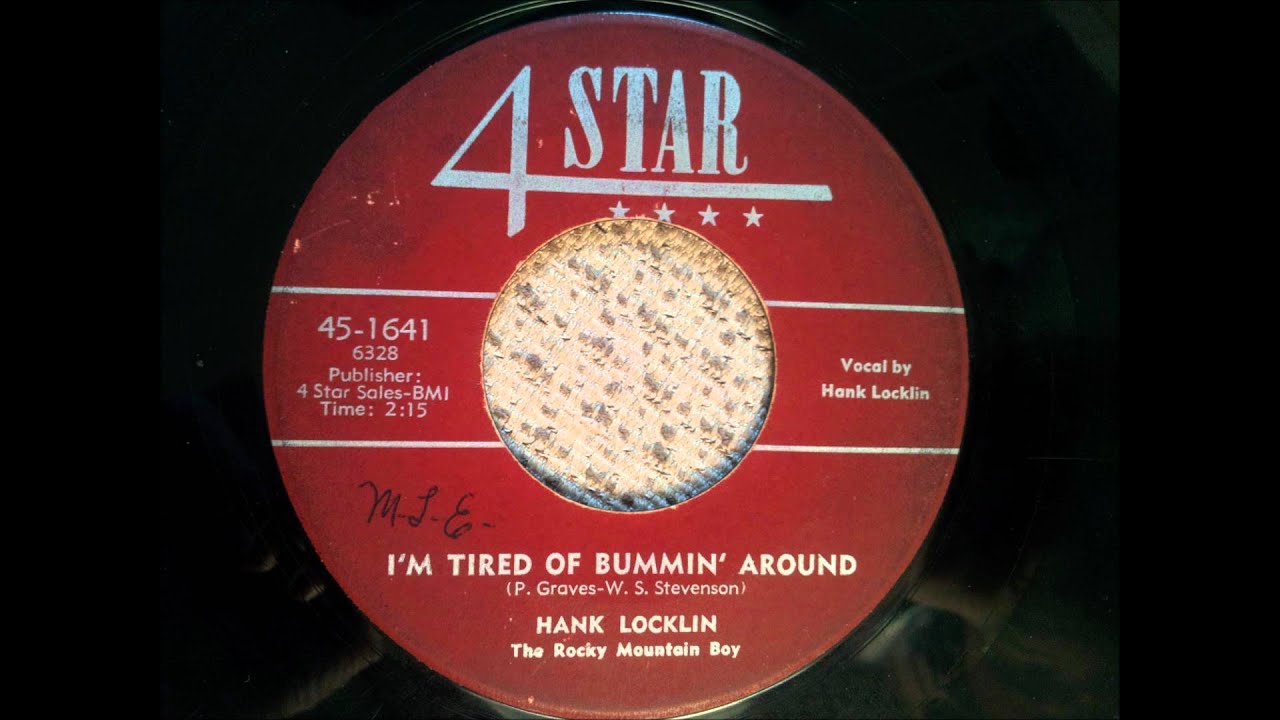 4 STAR
45-1641
6328
Publisher:
4 Star Sales-BMI
Time: 2:15
Vocal by
Hank Locklin
M-L-E-
I'M TIRED OF BUMMIN' AROUND
(P. Graves-W. S. Stevenson)
HANK LOCKLIN
The Rocky Mountain Boy